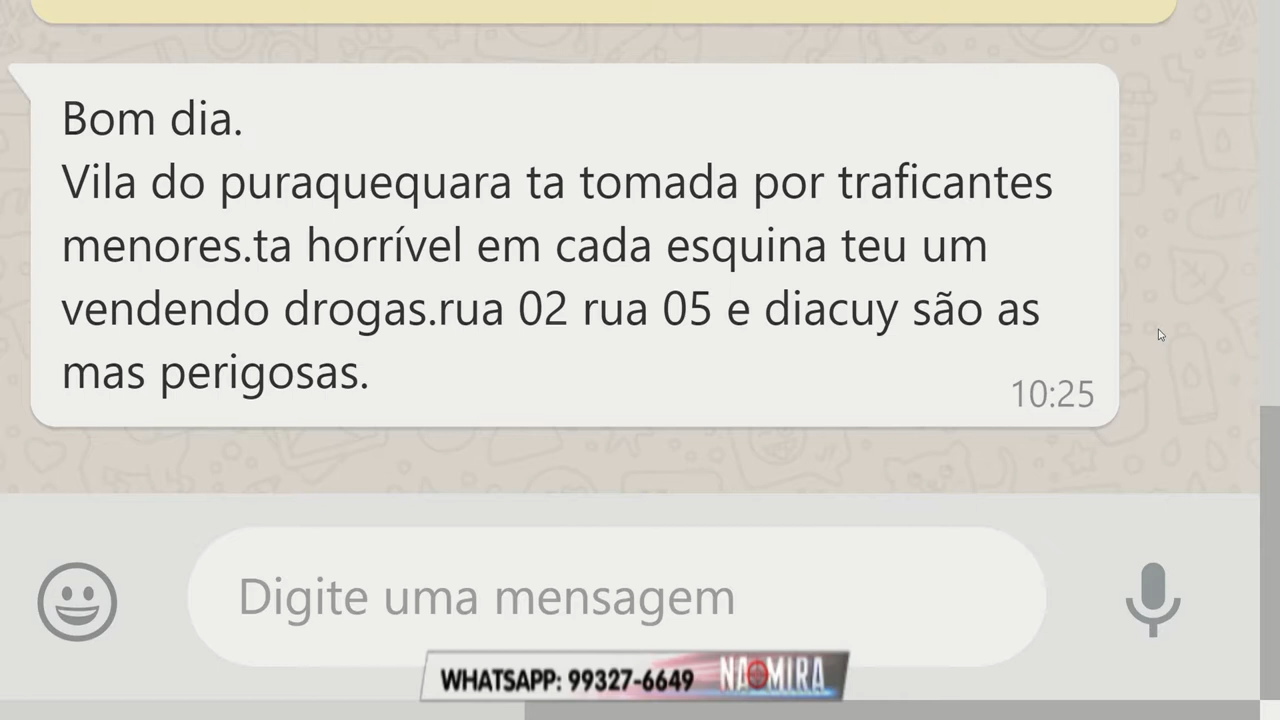 Bom dia.
Vila do puraquequara ta tomada por traficantes
menores.ta horrível em cada esquina teu um
vendendo drogas.rua 02 rua 05 e diacuy são as
mas perigosas.
10:25
Digite uma mensagem
WHATSAPP: 99327-6649 NA MIRA